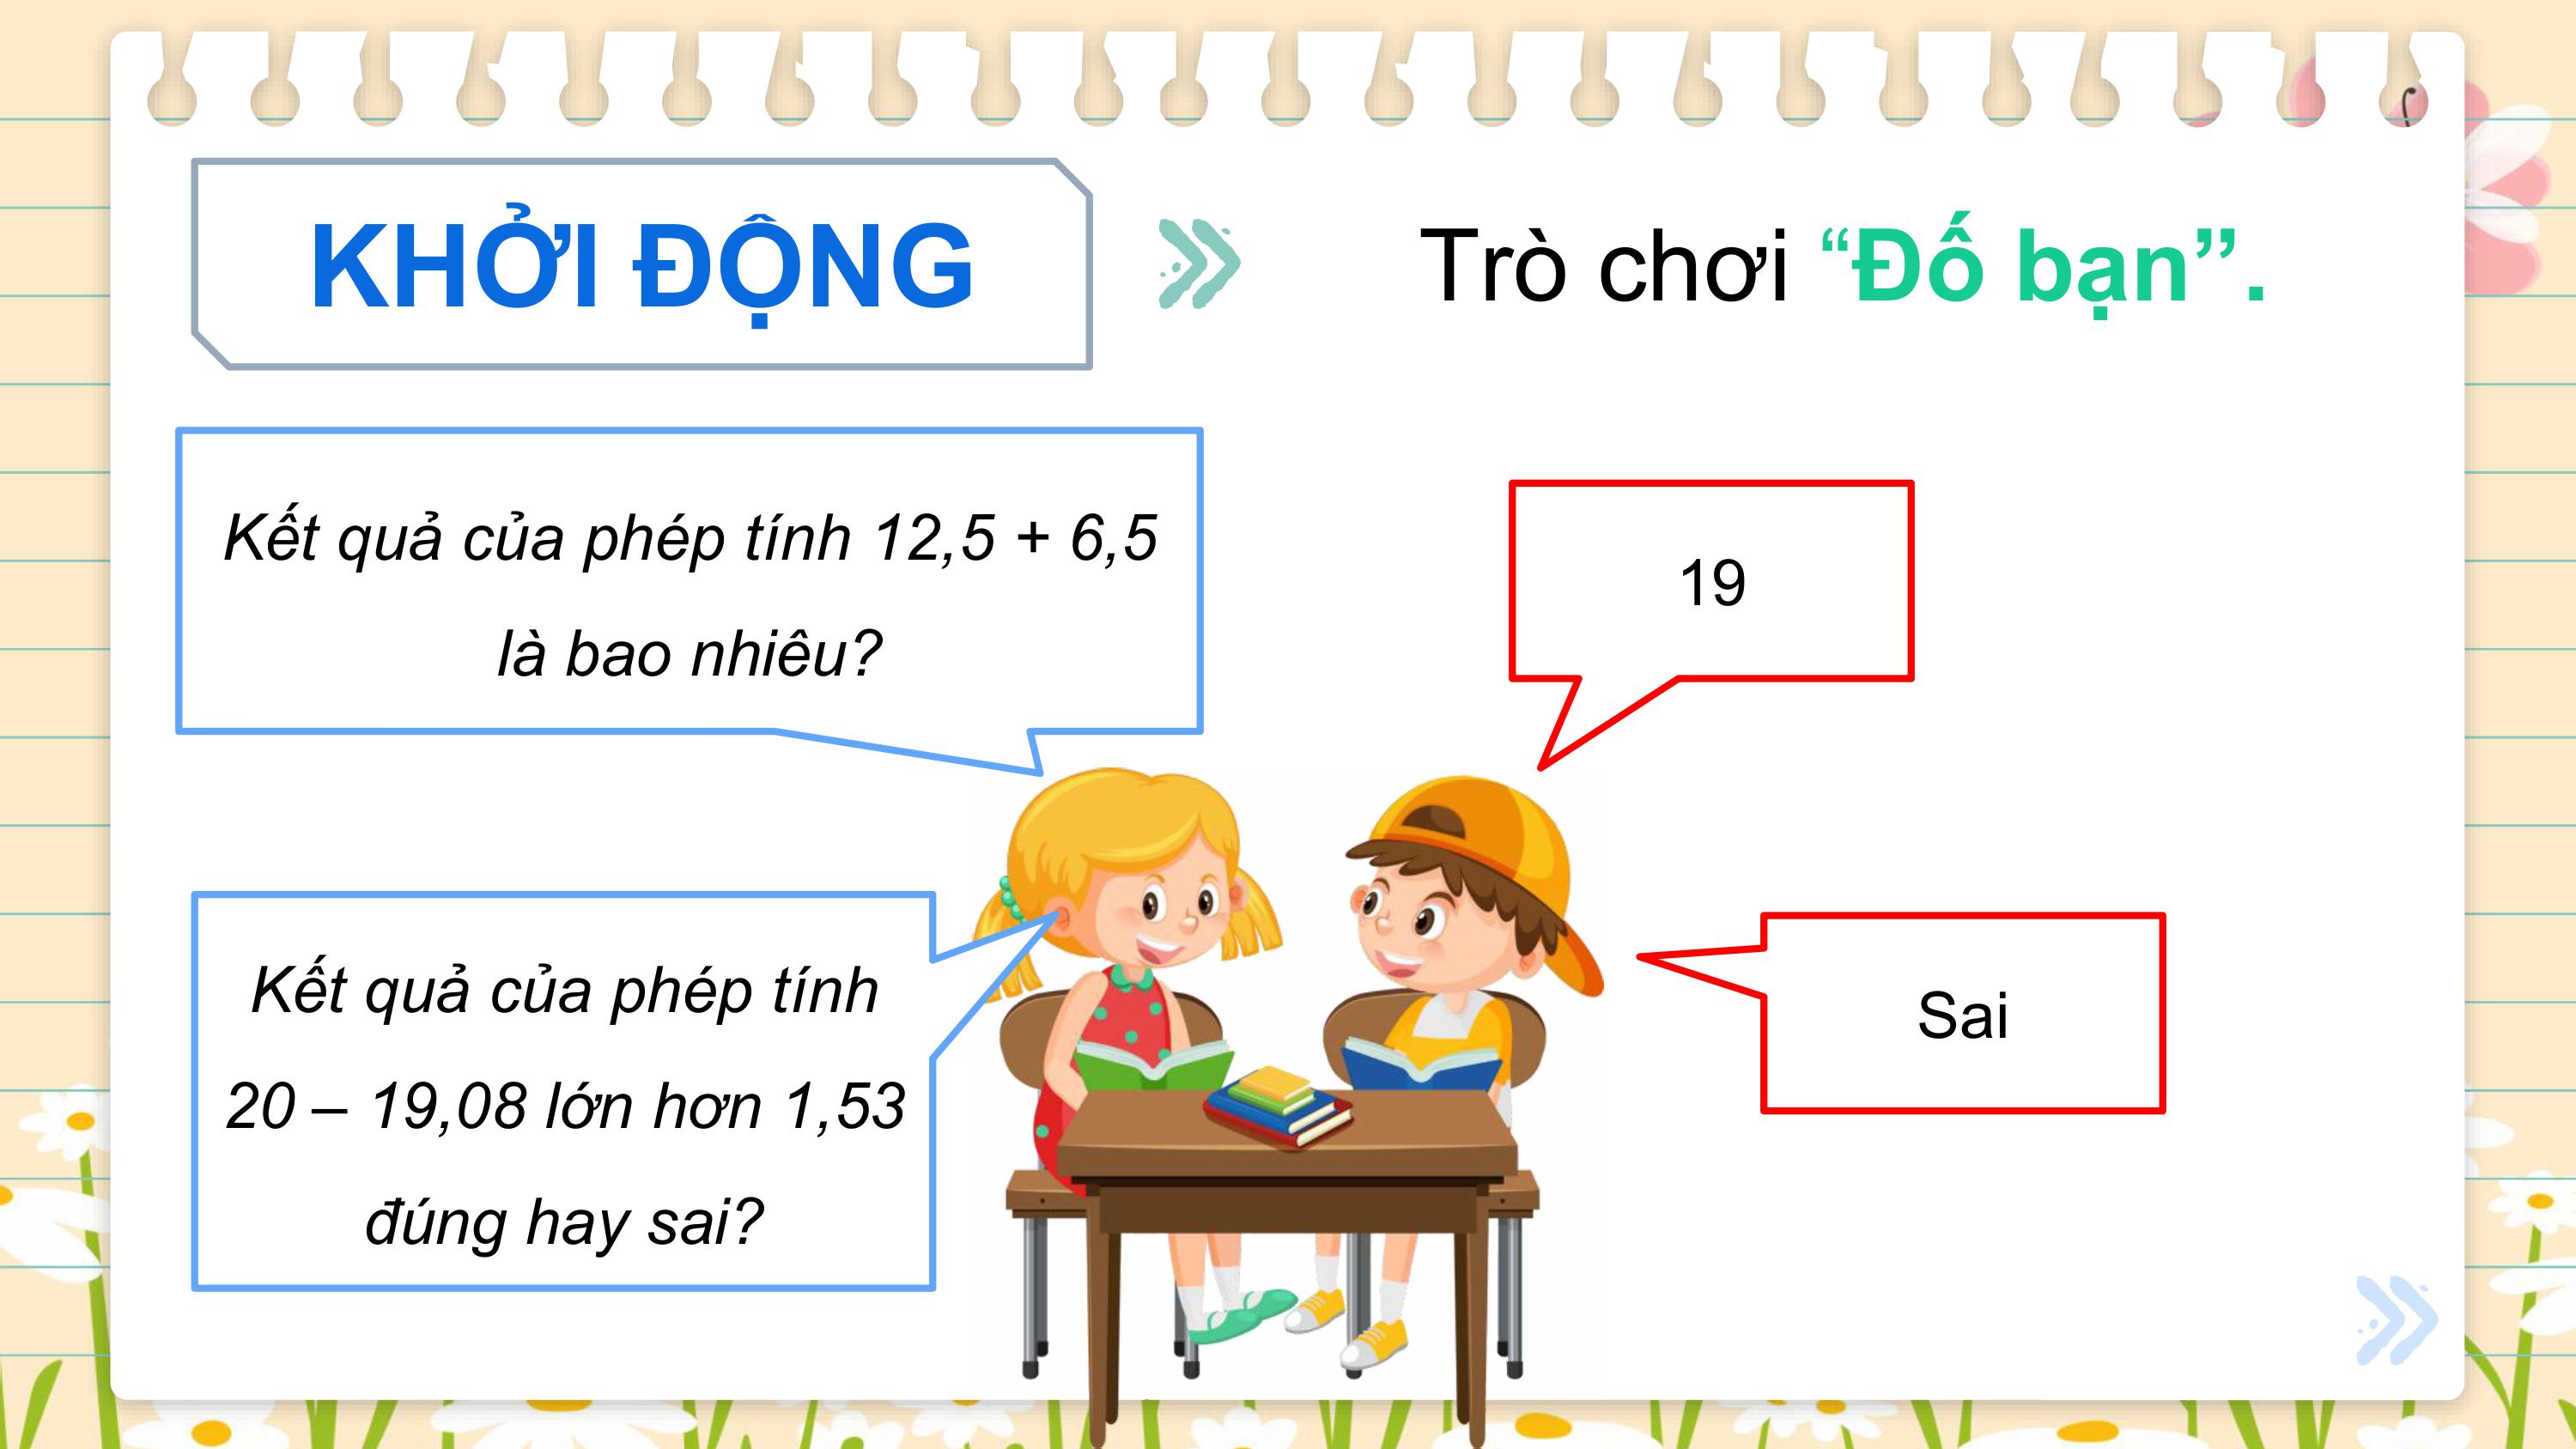 KHỞI ĐỘNG
Trò chơi “Đố bạn”.
Kết quả của phép tính 12,5 + 6,5
là bao nhiêu?
19
Kết quả của phép tính
20 – 19,08 lớn hơn 1,53
đúng hay sai?
Sai